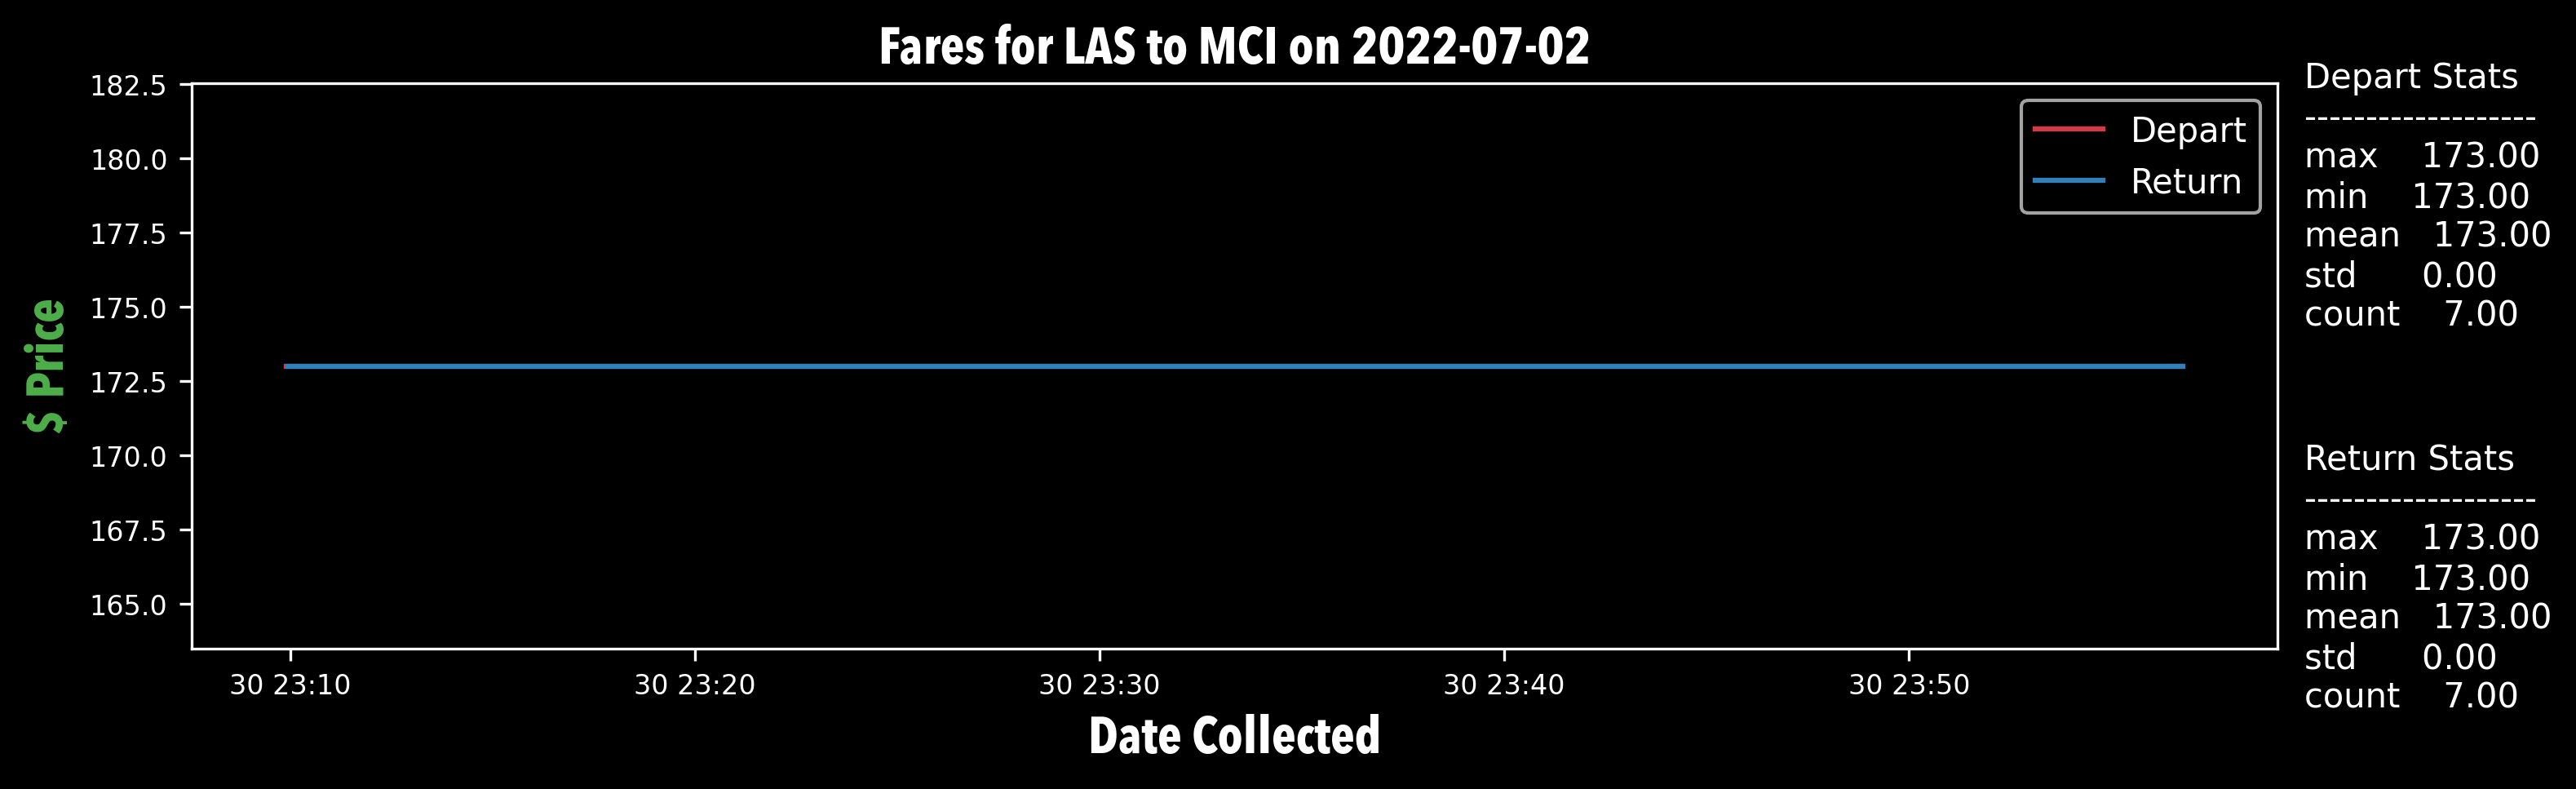 Fares for LAS to MCI on 2022-07-02
182.5
180.0
177.5
175.0
172.5
170.0
167.5
165.0
$ Price
30 23:10 30 23:20 30 23:30 30 23:40 30 23:50
Date Collected
Depart
Return
Depart Stats
-------------------
max 173.00
min 173.00
mean 173.00
std 0.00
count 7.00
Return Stats
-------------------
max 173.00
min 173.00
mean 173.00
std 0.00
count 7.00